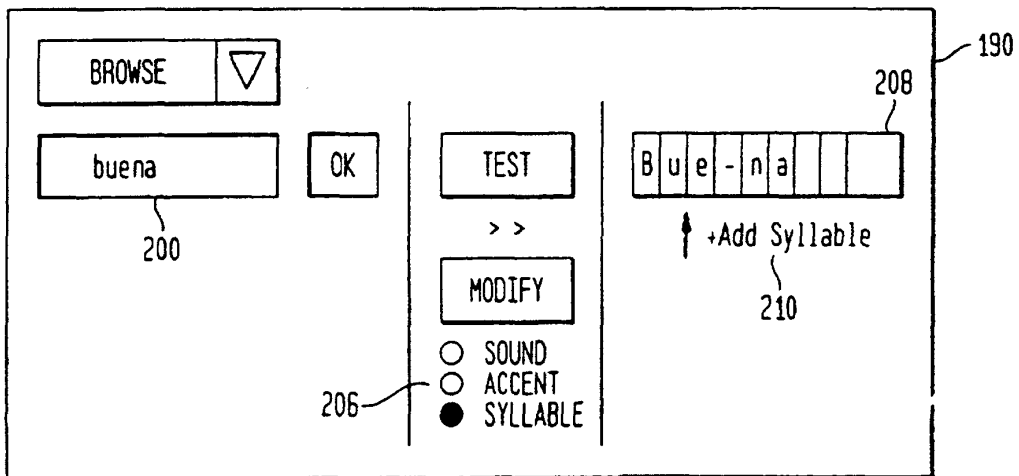 BROWSE
190
208
buena
OK
TEST
B u e - n a
200
> >
+Add Syllable
210
MODIFY
SOUND
206
ACCENT
SYLLABLE